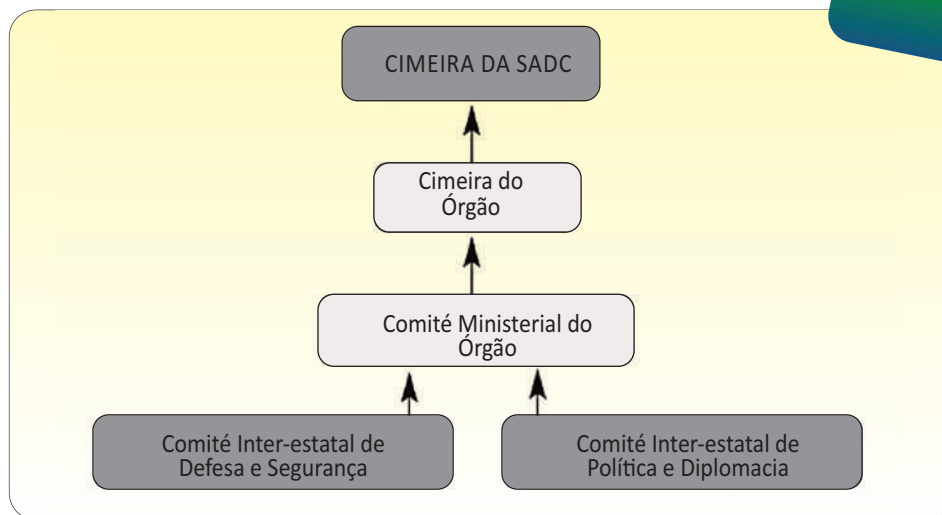 CIMEIRA DA SADC
Cimeira do
Órgão
Comité Ministerial do
Órgão
Comité Inter-estatal de
Defesa e Segurança
Comité Inter-estatal de
Política e Diplomacia